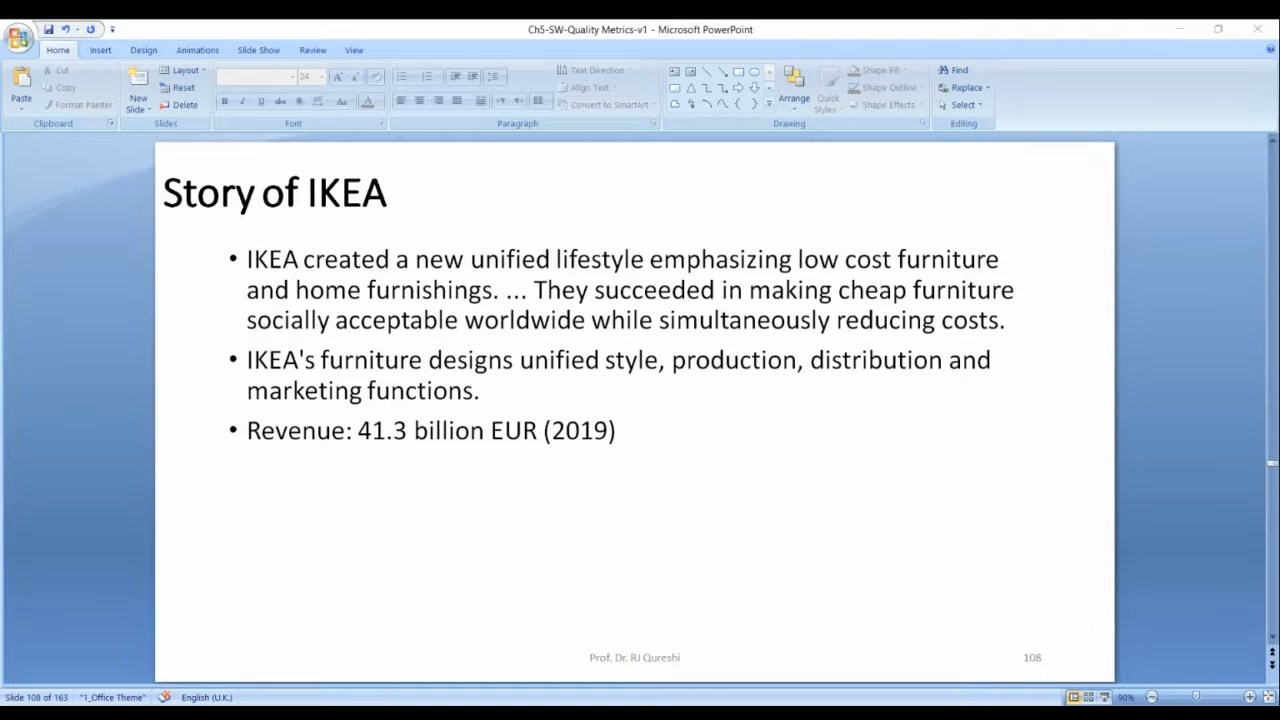 Ch5-SW-Quality Metrics-v1 - Microsoft PowerPoint
Home Insert Design Animations Slide Show Review View
Paste
Cut
Copy
Format Painter
Clipboard
New Slide
Layout
Reset
Delete
Slides
24
B I U abc S AV Aa A
Font
Text Direction
Align Text
Convert to SmartArt
Paragraph
Arrange
Quick Styles
Shape Fill
Shape Outline
Shape Effects
Drawing
Find
Replace
Select
Editing
Story of IKEA
• IKEA created a new unified lifestyle emphasizing low cost furniture
and home furnishings. ... They succeeded in making cheap furniture
socially acceptable worldwide while simultaneously reducing costs.
• IKEA's furniture designs unified style, production, distribution and
marketing functions.
• Revenue: 41.3 billion EUR (2019)
Prof. Dr. RJ Qureshi 108
Slide 108 of 163 "1_Office Theme" English (U.K.) 90%